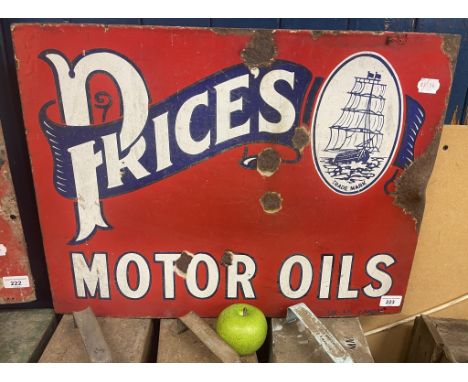 PRICE'S
TRADE MARK
MOTOR OILS
222
223